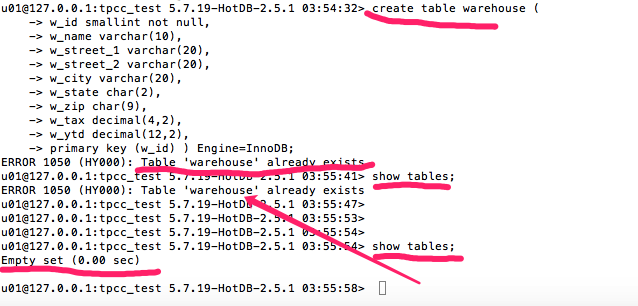 u01@127.0.0.1:tpcc_test 5.7.19-HotDB-2.5.1 03:54:32> create table warehouse (
-> w_id smallint not null,
-> w_name varchar(10),
-> w_street_1 varchar(20),
-> w_street_2 varchar(20),
-> w_city varchar(20),
-> w_state char(2),
-> w_zip char(9),
-> w_tax decimal(4,2),
-> w_ytd decimal(12,2),
-> primary key (w_id) ) Engine=InnoDB;
ERROR 1050 (HY000): Table 'warehouse' already exists
u01@127.0.0.1:tpcc_test 5.7.19-HotDB-2.5.1 03:55:41> show tables;
ERROR 1050 (HY000): Table 'warehouse' already exists
u01@127.0.0.1:tpcc_test 5.7.19-HotDB-2.5.1 03:55:47>
u01@127.0.0.1:tpcc_test 5.7.19-HotDB-2.5.1 03:55:53>
u01@127.0.0.1:tpcc_test 5.7.19-HotDB-2.5.1 03:55:54>
u01@127.0.0.1:tpcc_test 5.7.19-HotDB-2.5.1 03:55:54> show tables;
Empty set (0.00 sec)
u01@127.0.0.1:tpcc_test 5.7.19-HotDB-2.5.1 03:55:58>